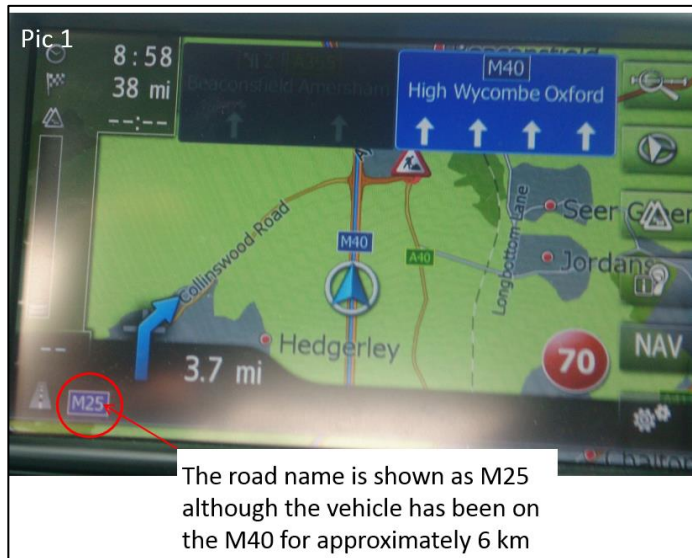 Pic 1
8:58
38 mi
--:--
Beaconsfield Amersham
M40
High Wycombe Oxford
Collinswood Road
M40
A40
Longbottom Lane
Seer Green
Jordans
Hedgerley
70
NAV
3.7 mi
--
M25
The road name is shown as M25
although the vehicle has been on
the M40 for approximately 6 km